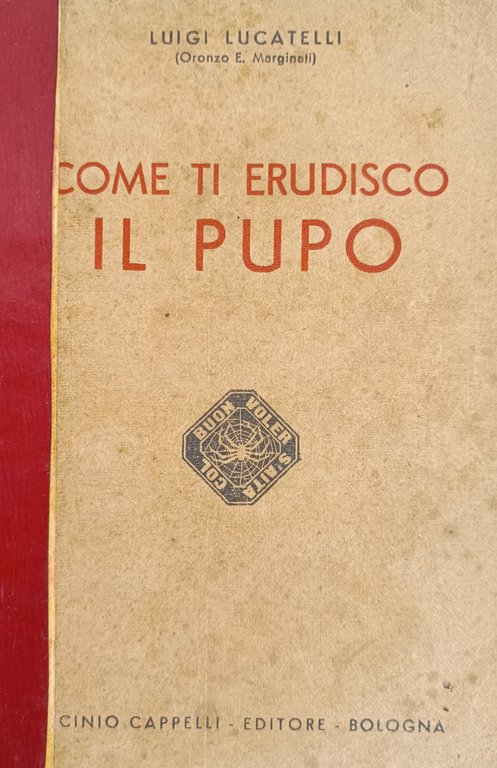 LUIGI LUCATELLI
(Oronzo E. Marginati)
COME TI ERUDISCO
IL PUPO
COL BUON VOLER S'AITA
CINIO CAPPELLI - EDITORE - BOLOGNA